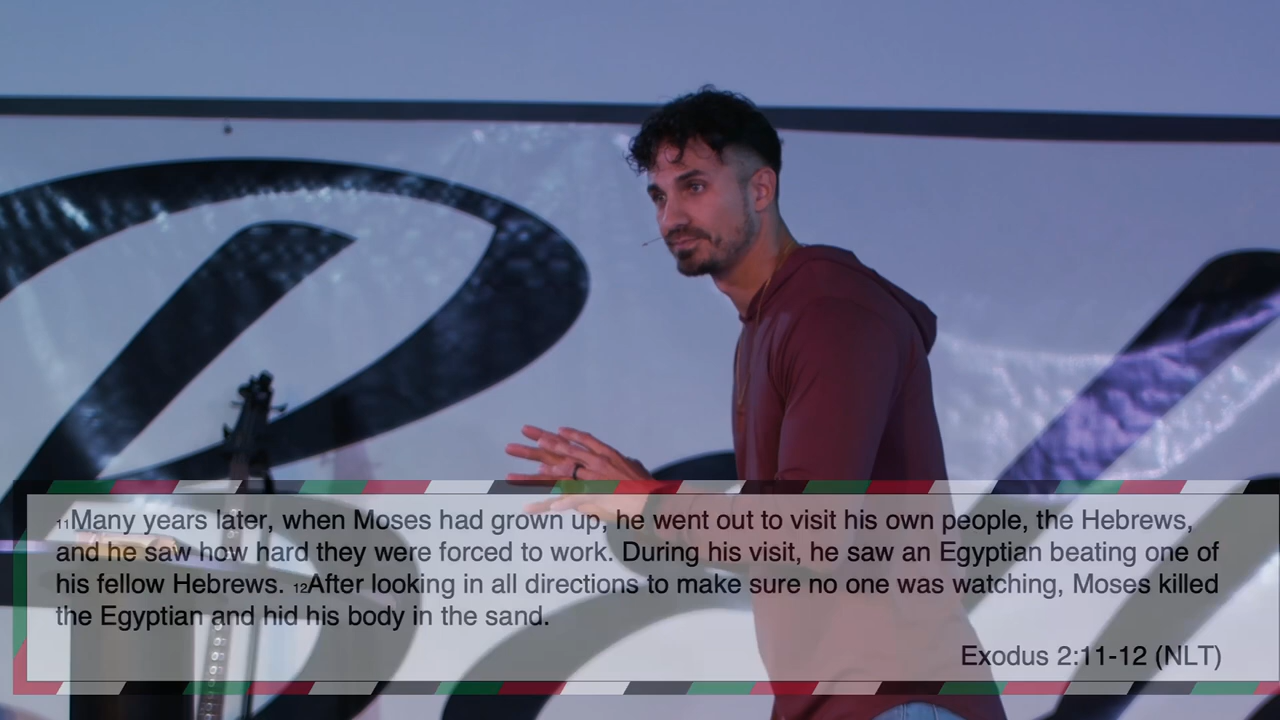 11Many years later, when Moses had grown up, he went out to visit his own people, the Hebrews,
and he saw how hard they were forced to work. During his visit, he saw an Egyptian beating one of
his fellow Hebrews. 12After looking in all directions to make sure no one was watching, Moses killed
the Egyptian and hid his body in the sand.
Exodus 2:11-12 (NLT)